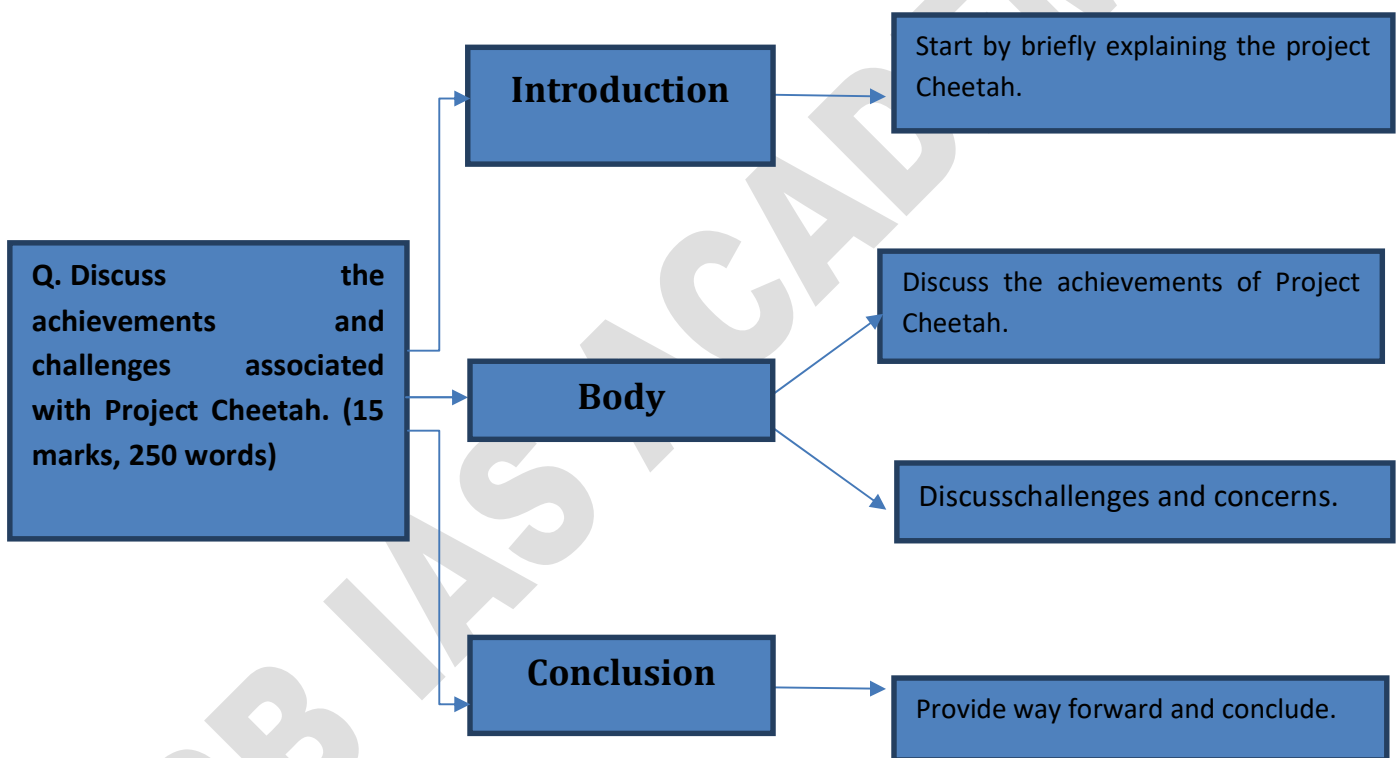 Q. Discuss the
achievements and
challenges associated
with Project Cheetah. (15
marks, 250 words)
Introduction
Start by briefly explaining the project
Cheetah.
Body
Discuss the achievements of Project
Cheetah.
Discusschallenges and concerns.
Conclusion
Provide way forward and conclude.
IAS